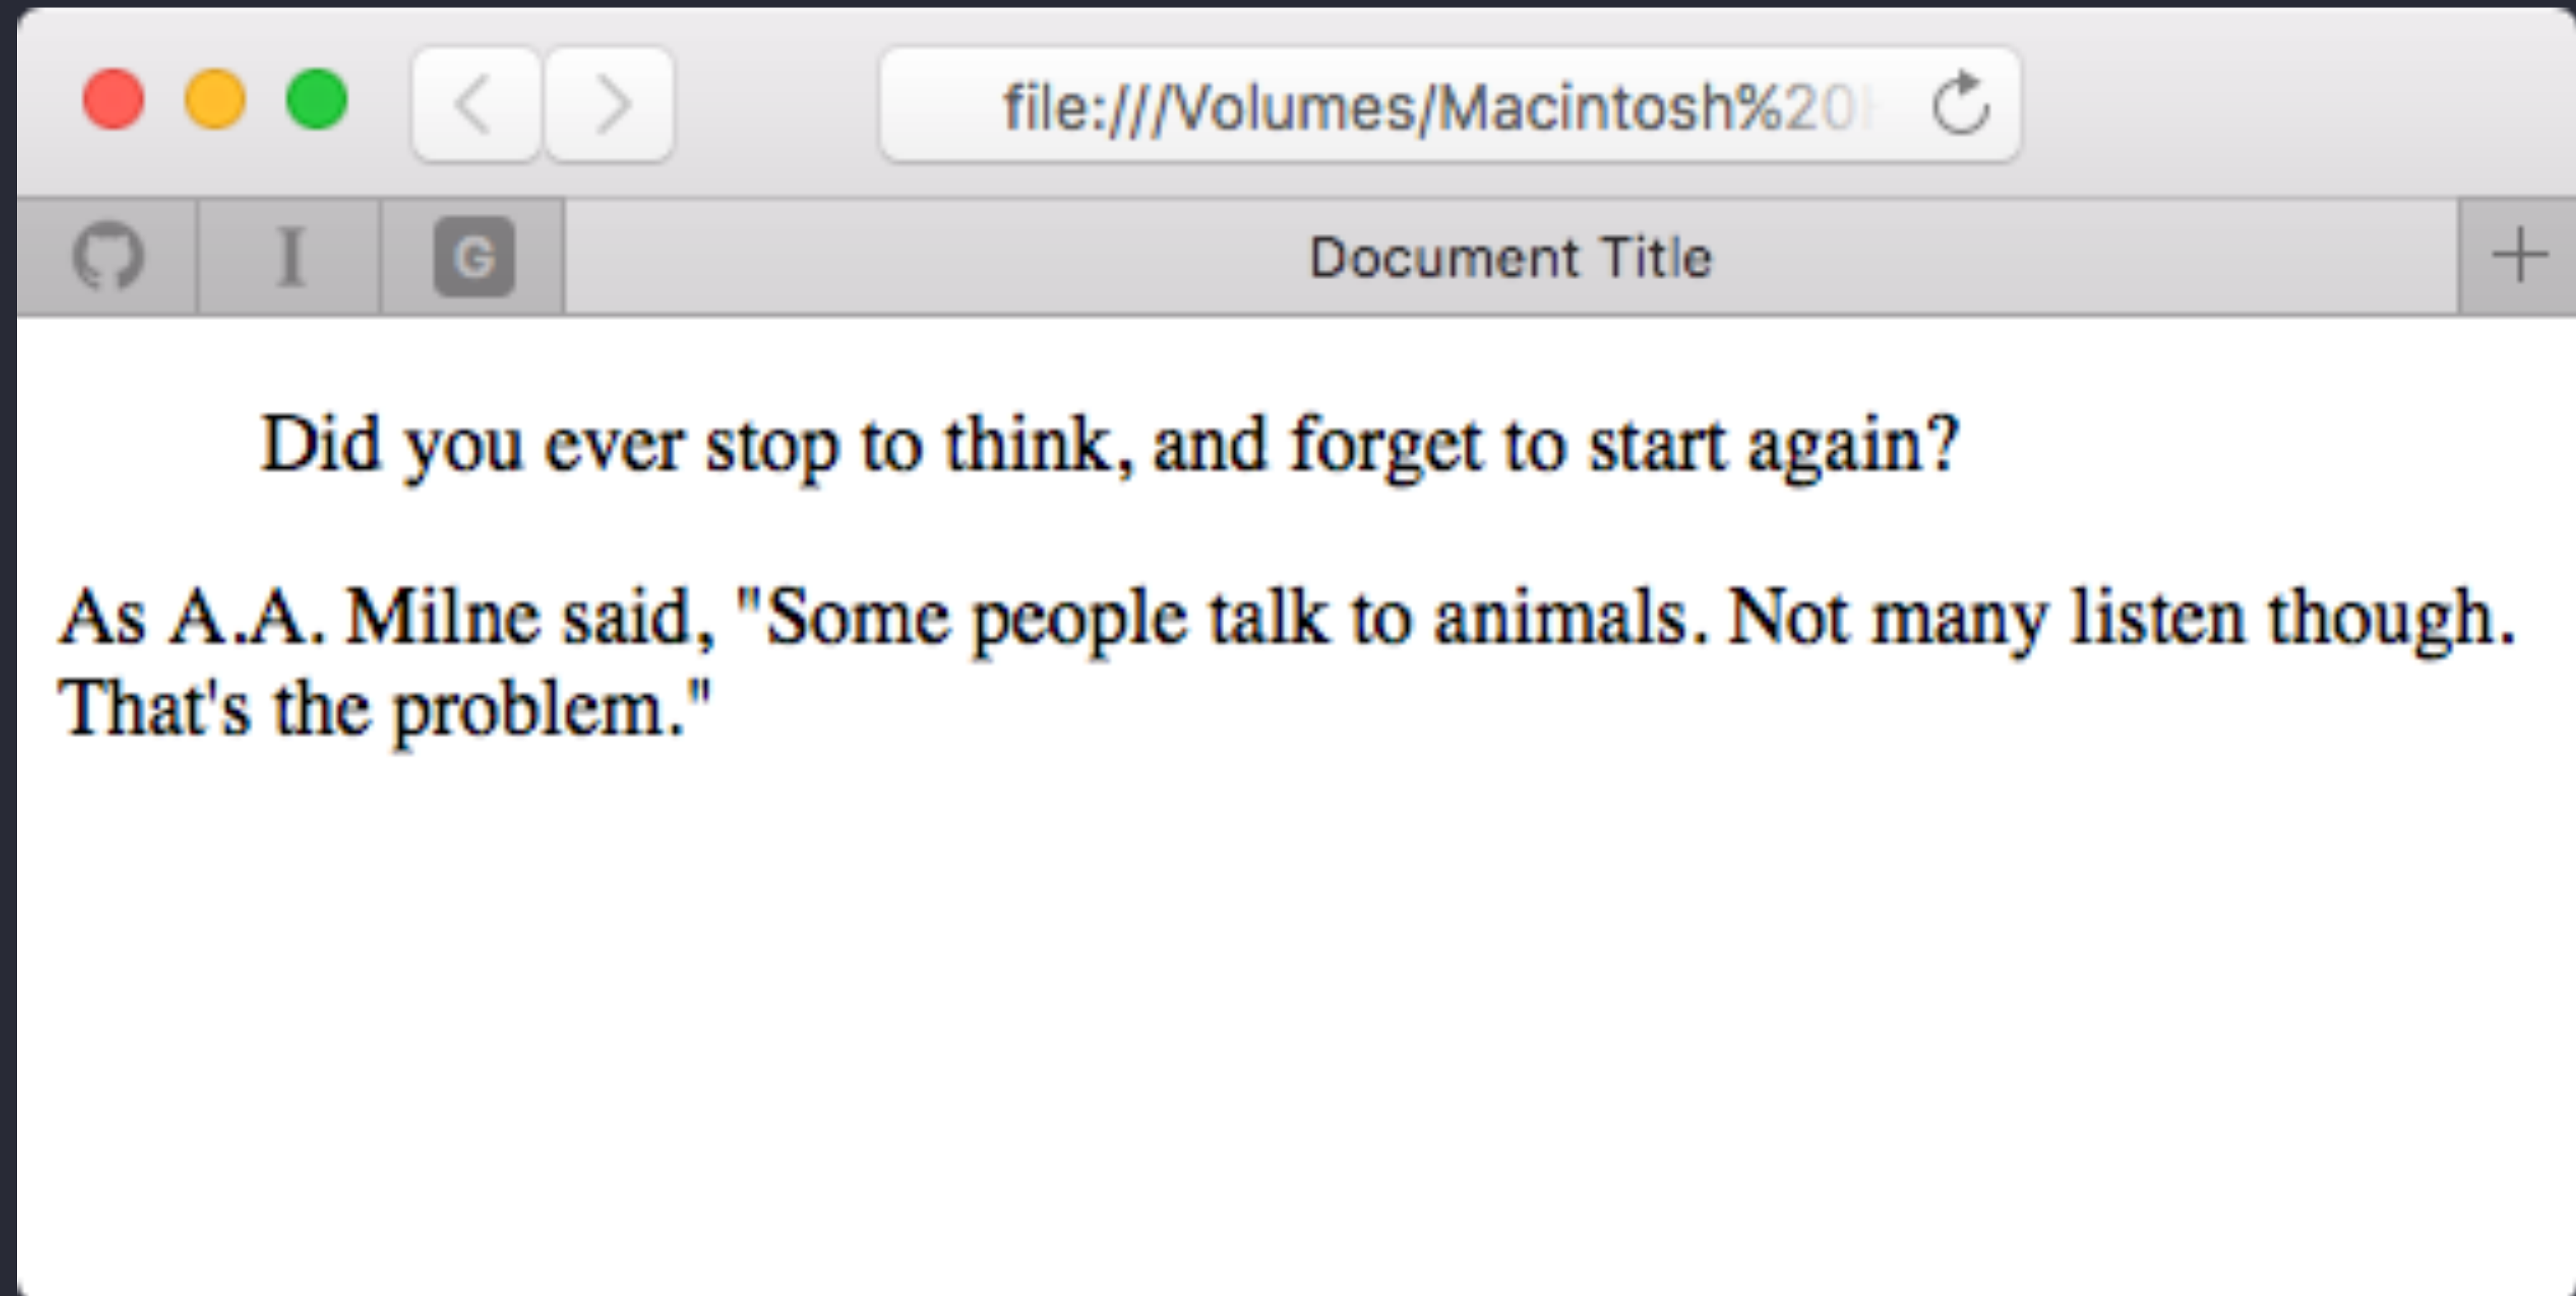 file:///Volumes/Macintosh%20
I
G
Document Title
Did you ever stop to think, and forget to start again?
As A.A. Milne said, "Some people talk to animals. Not many listen though.
That's the problem."